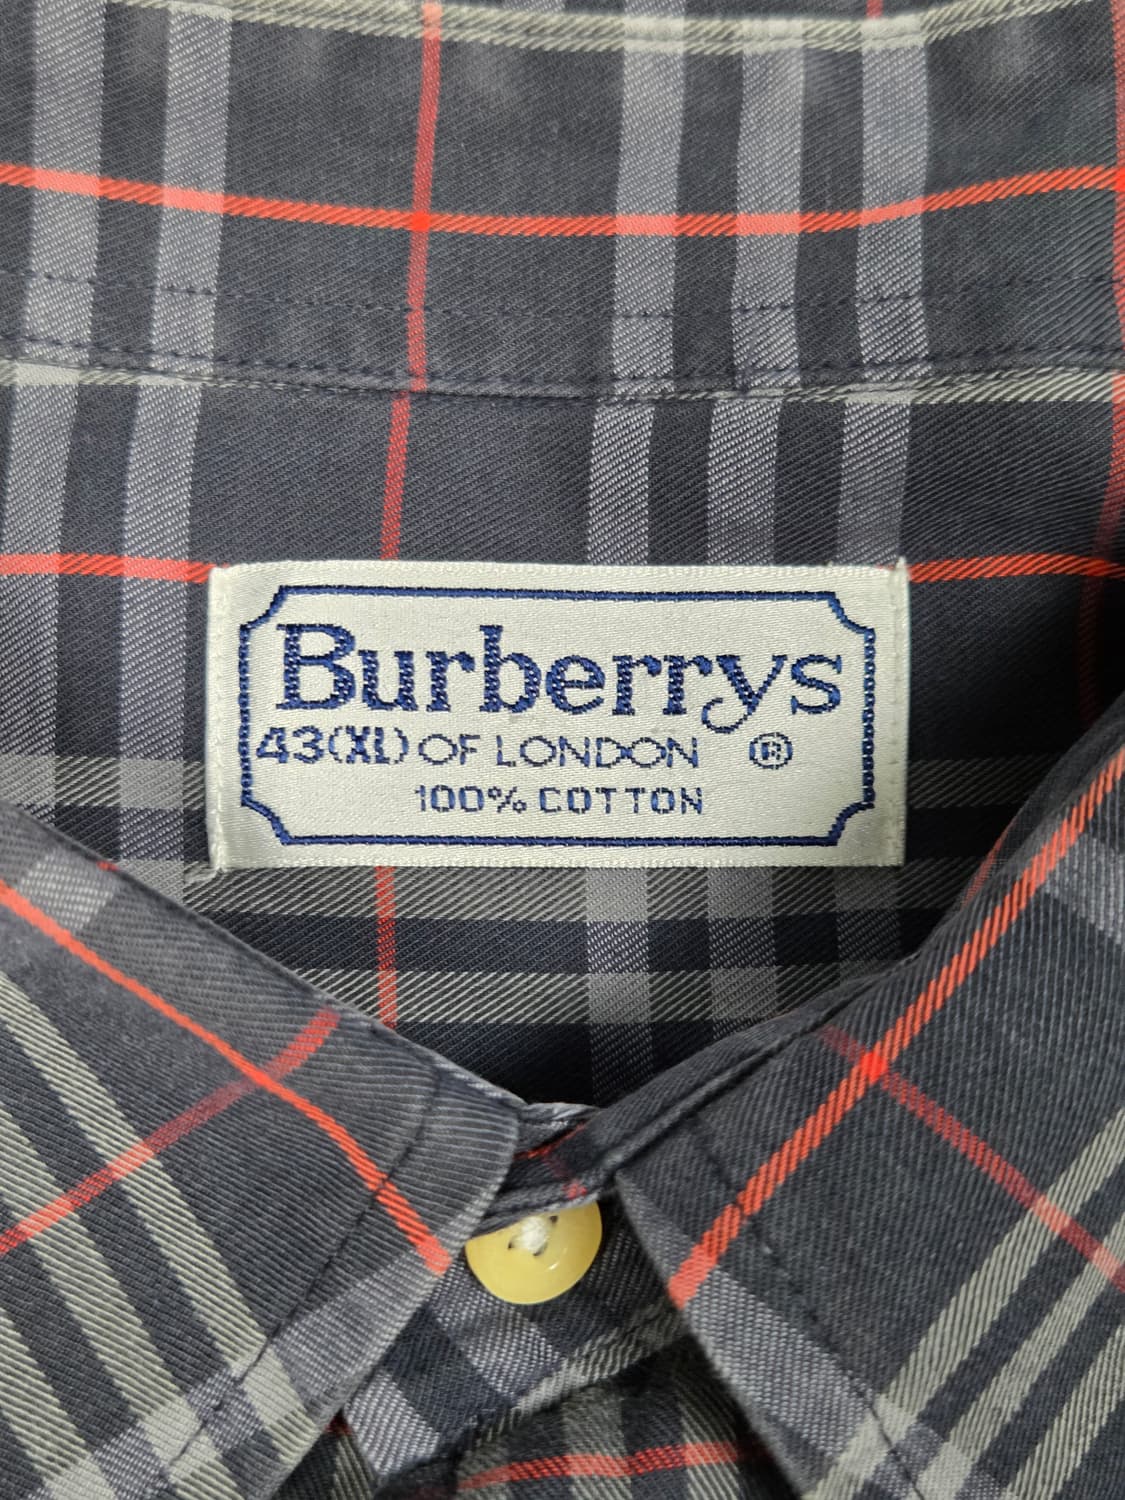 Burberrys
43(XL) OF LONDON ®
100% COTTON